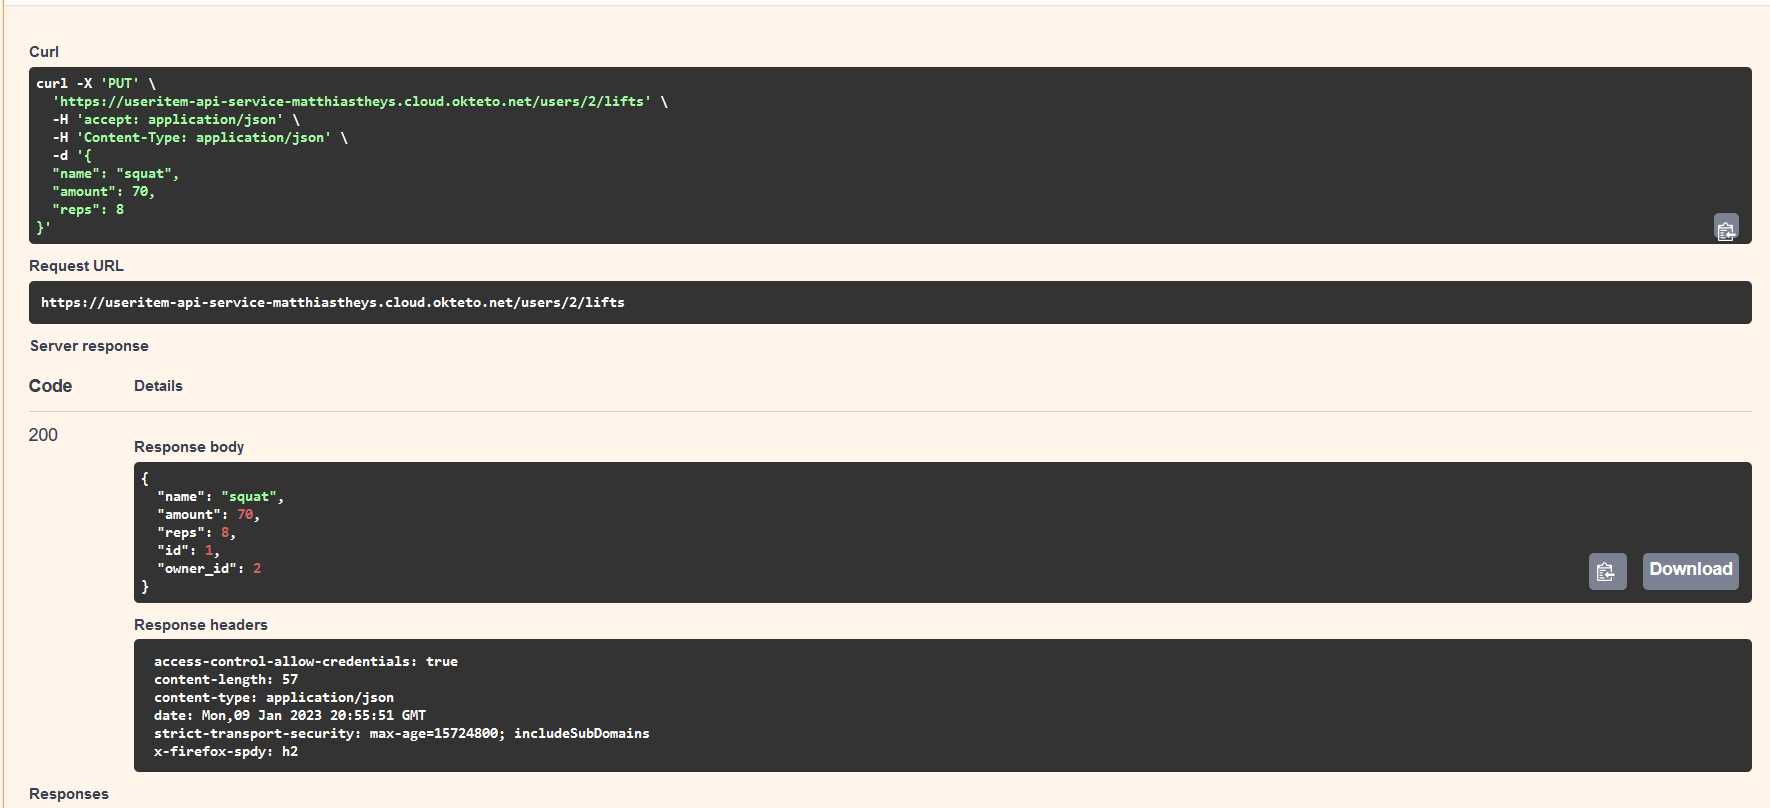 Curl
curl -X 'PUT' \
  'https://useritem-api-service-matthiastheys.cloud.okteto.net/users/2/lifts' \
  -H 'accept: application/json' \
  -H 'Content-Type: application/json' \
  -d '{
  "name": "squat",
  "amount": 70,
  "reps": 8
}'
Request URL
https://useritem-api-service-matthiastheys.cloud.okteto.net/users/2/lifts
Server response
Code Details
200
Response body
{
  "name": "squat",
  "amount": 70,
  "reps": 8,
  "id": 1,
  "owner_id": 2
}
Download
Response headers
access-control-allow-credentials: true
content-length: 57
content-type: application/json
date: Mon,09 Jan 2023 20:55:51 GMT
strict-transport-security: max-age=15724800; includeSubDomains
x-firefox-spdy: h2
Responses